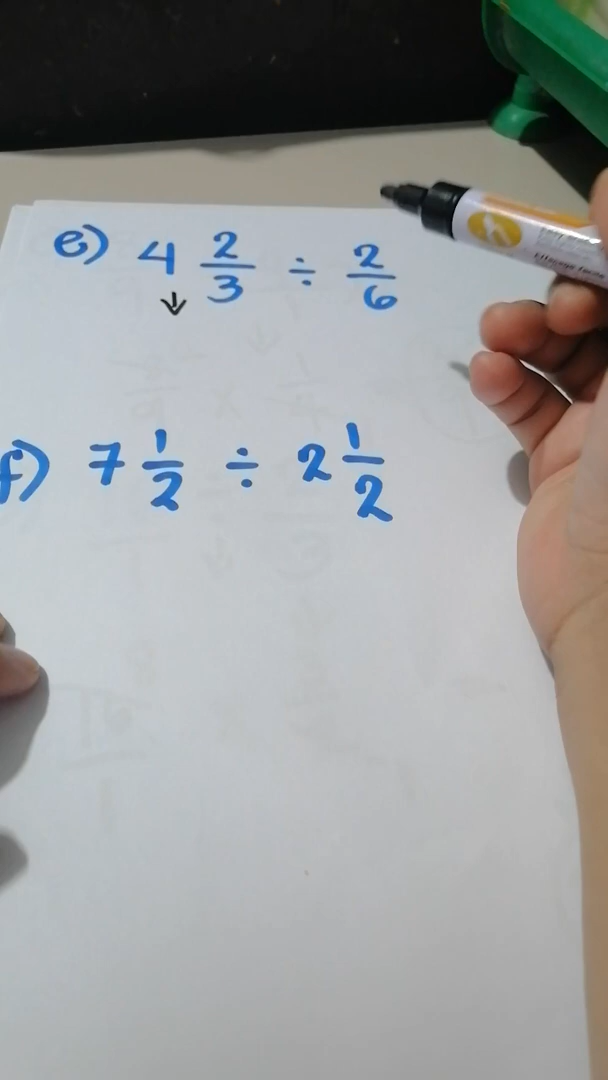 e) 4 2/3 ÷ 2/6
↓
f) 7 1/2 ÷ 2 1/2